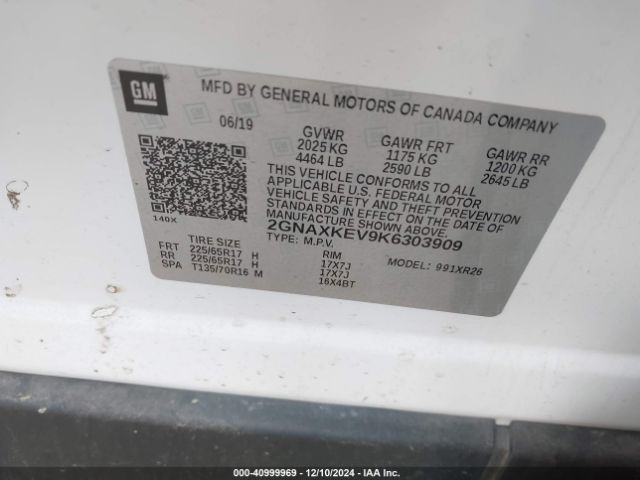 GM
MFD BY GENERAL MOTORS OF CANADA COMPANY
06/19
GVWR GAWR FRT GAWR RR
2025 KG 1175 KG 1200 KG
4464 LB 2590 LB 2645 LB
THIS VEHICLE CONFORMS TO ALL
APPLICABLE U.S. FEDERAL MOTOR
VEHICLE SAFETY AND THEFT PREVENTION
STANDARDS IN EFFECT ON THE DATE OF
MANUFACTURE SHOWN ABOVE.
140X
2GNAXKEV9K6303909
TYPE: M.P.V. MODEL: 991XR26
TIRE SIZE RIM
FRT 225/65R17 H 17X7J
RR 225/65R17 H 17X7J
SPA T135/70R16 M 16X4BT
000-40999969 - 12/10/2024 - IAA Inc.